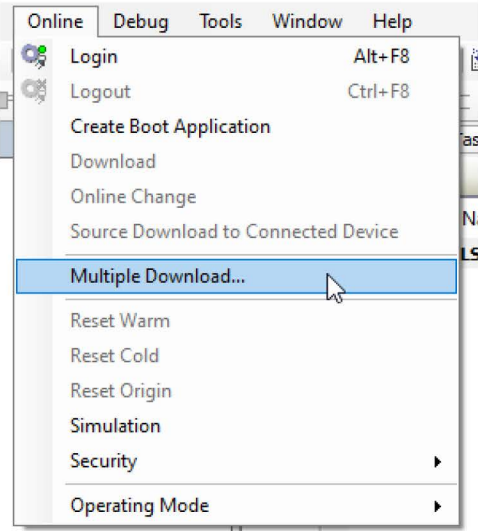 Online Debug Tools Window Help
Login Alt+F8
Logout Ctrl+F8
Create Boot Application
Download
Online Change
Source Download to Connected Device
Multiple Download...
Reset Warm
Reset Cold
Reset Origin
Simulation
Security
Operating Mode